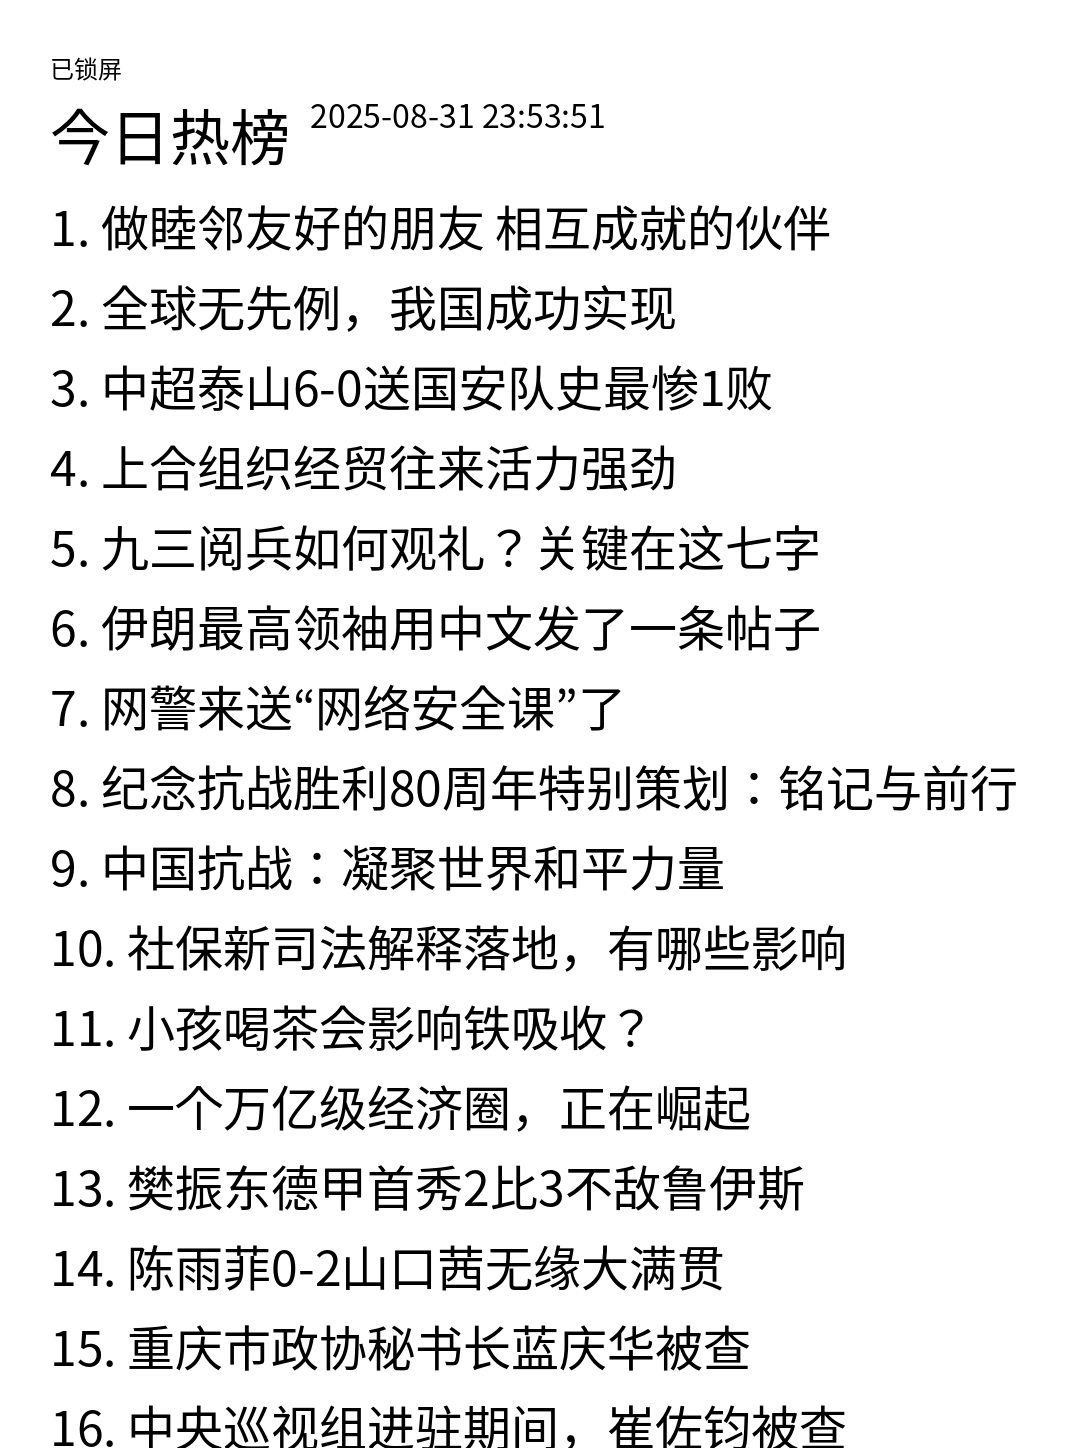 已锁屏
今日热榜 2025-08-31 23:53:51
1. 做睦邻友好的朋友 相互成就的伙伴
2. 全球无先例，我国成功实现
3. 中超泰山6-0送国安队史最惨1败
4. 上合组织经贸往来活力强劲
5. 九三阅兵如何观礼？关键在这七字
6. 伊朗最高领袖用中文发了一条帖子
7. 网警来送“网络安全课”了
8. 纪念抗战胜利80周年特别策划：铭记与前行
9. 中国抗战：凝聚世界和平力量
10. 社保新司法解释落地，有哪些影响
11. 小孩喝茶会影响铁吸收？
12. 一个万亿级经济圈，正在崛起
13. 樊振东德甲首秀2比3不敌鲁伊斯
14. 陈雨菲0-2山口茜无缘大满贯
15. 重庆市政协秘书长蓝庆华被查
16. 中央巡视组进驻期间，崔佐钧被查